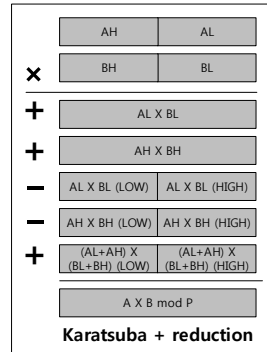 AH AL
× BH BL
+ AL X BL
+ AH X BH
− AL X BL (LOW) AL X BL (HIGH)
− AH X BH (LOW) AH X BH (HIGH)
+ (AL+AH) X (BL+BH) (LOW) (AL+AH) X (BL+BH) (HIGH)
A X B mod P
Karatsuba + reduction